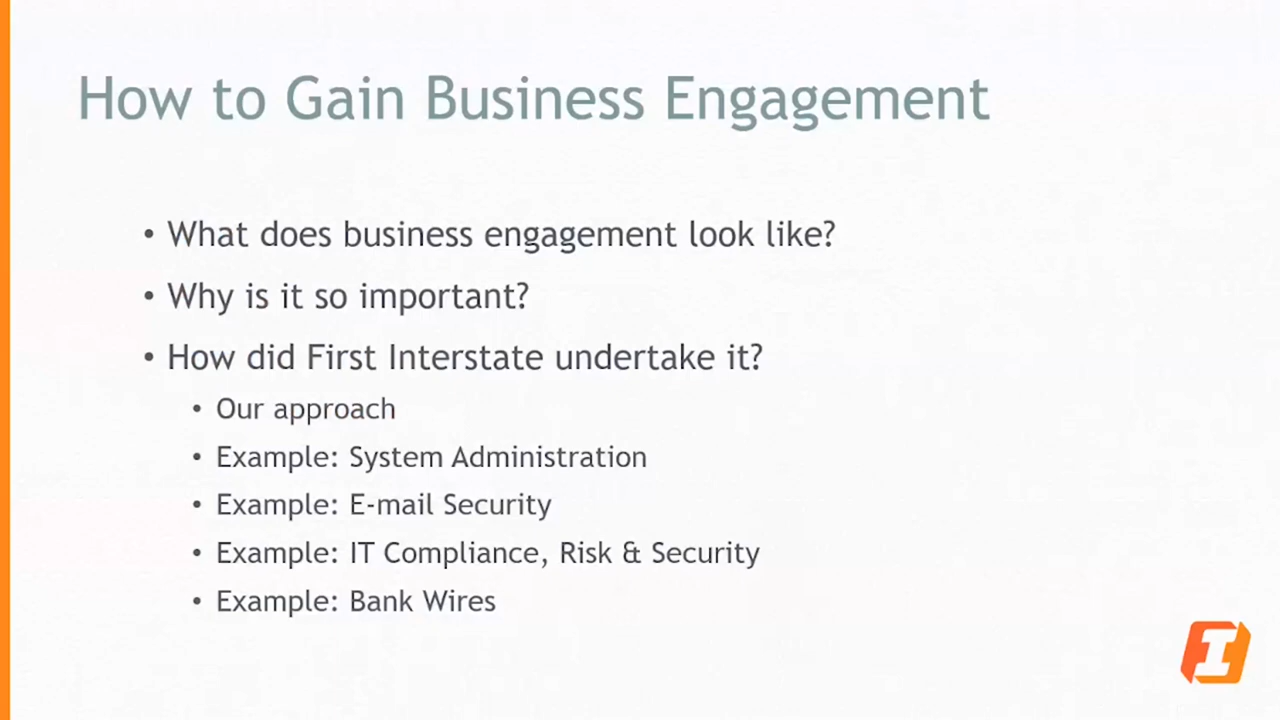 How to Gain Business Engagement
• What does business engagement look like?
• Why is it so important?
• How did First Interstate undertake it?
• Our approach
• Example: System Administration
• Example: E-mail Security
• Example: IT Compliance, Risk & Security
• Example: Bank Wires
I